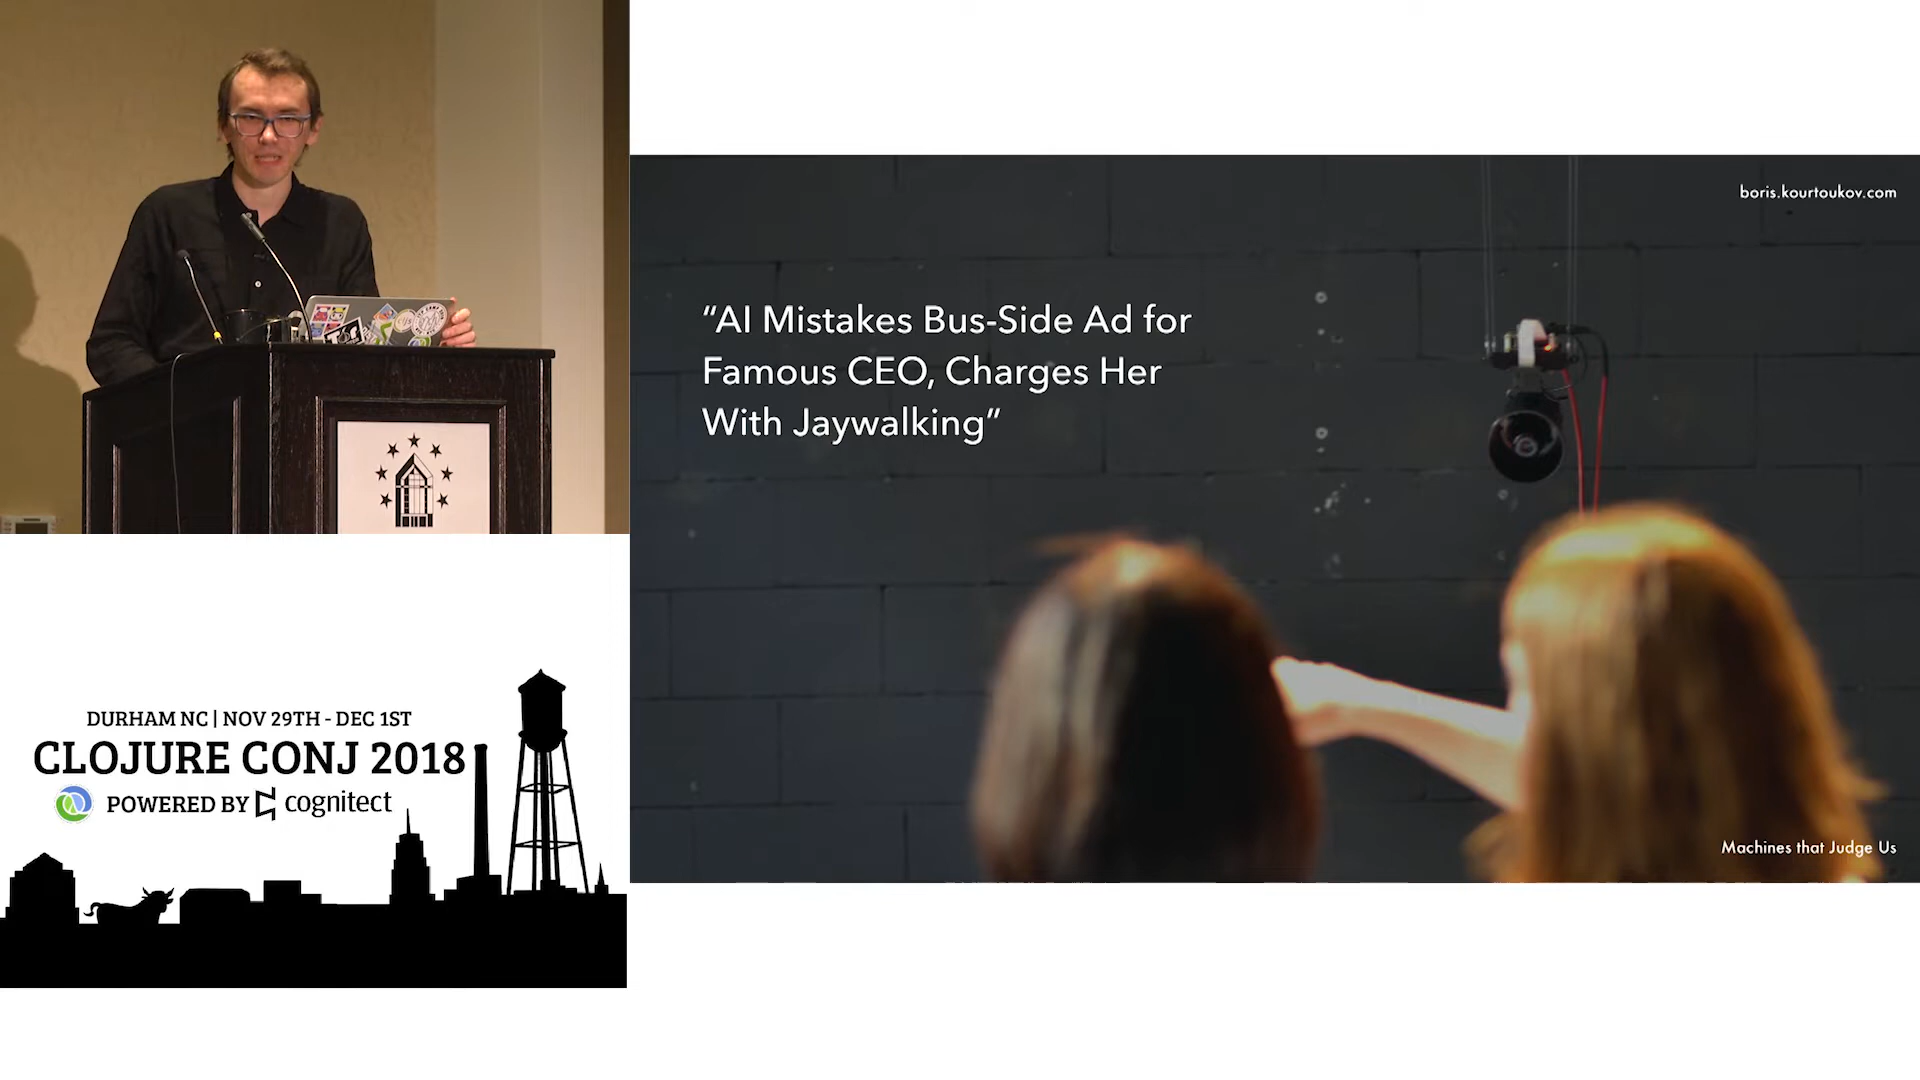 boris.kourtoukov.com
“AI Mistakes Bus-Side Ad for
Famous CEO, Charges Her
With Jaywalking”
Machines that Judge Us
DURHAM NC | NOV 29TH - DEC 1ST
CLOJURE CONJ 2018
POWERED BY cognitect